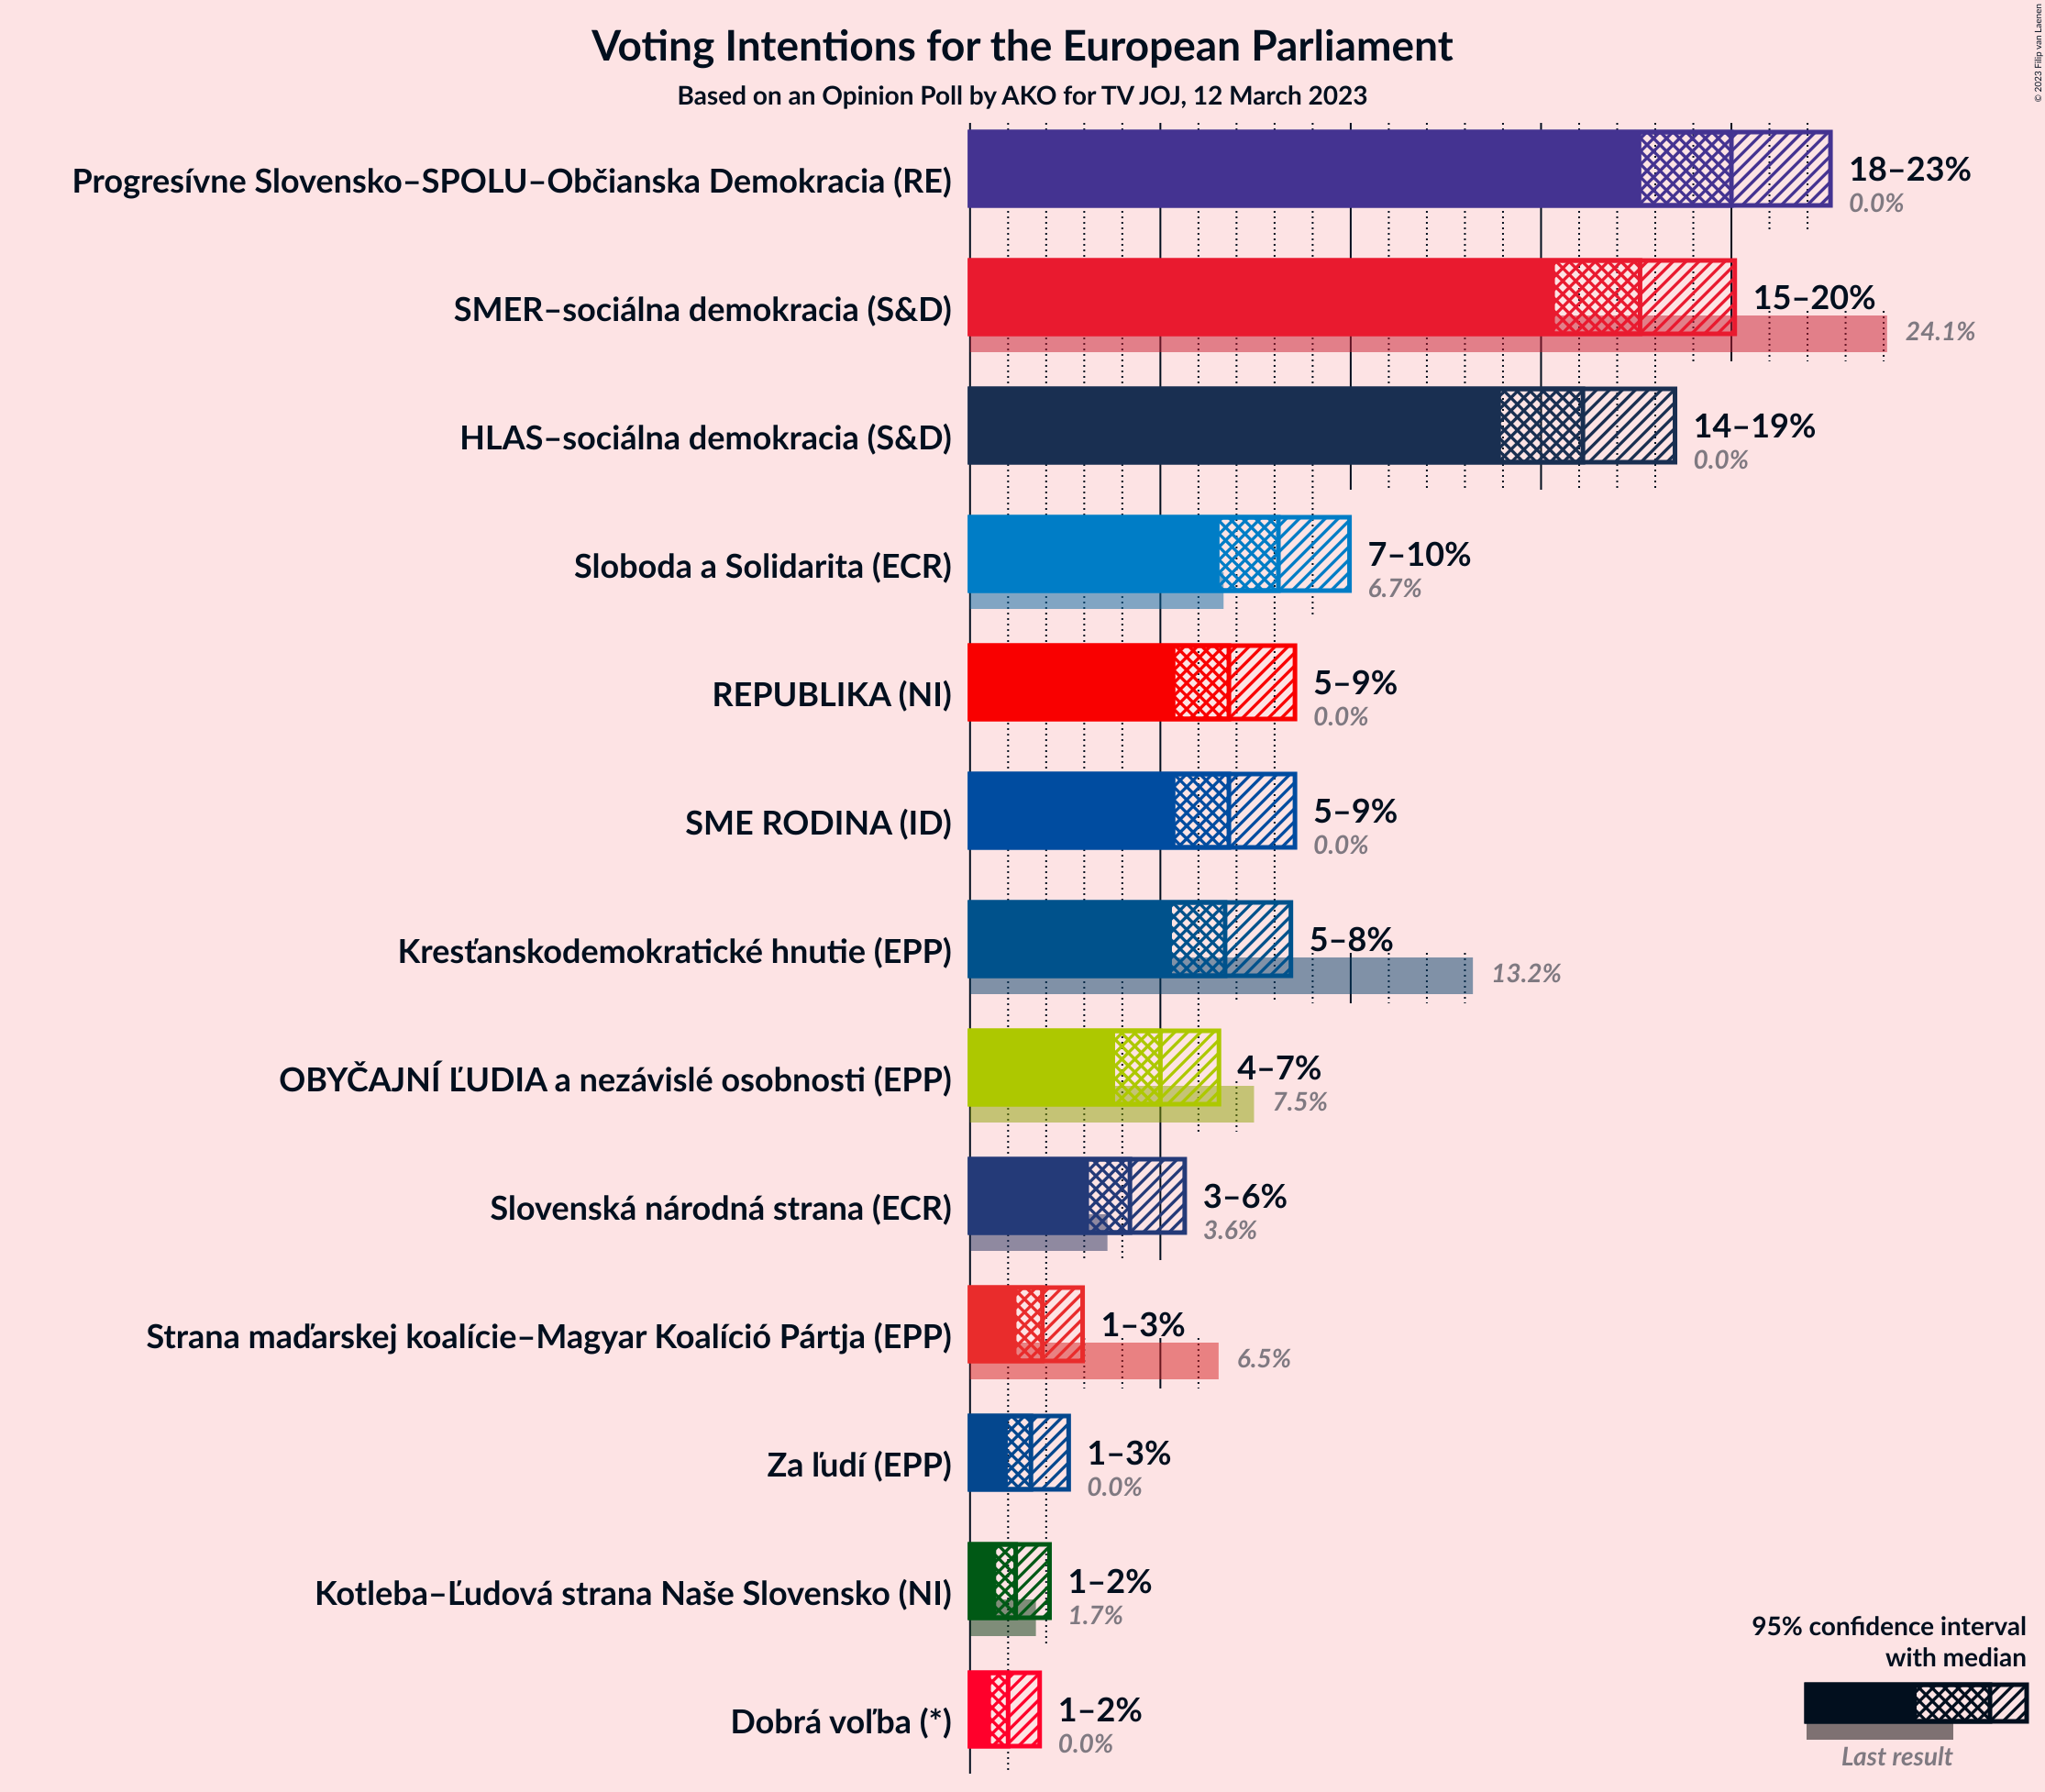 Voting Intentions for the European Parliament
Based on an Opinion Poll by AKO for TV JOJ, 12 March 2023
© 2023 Filip van Laenen
Progresívne Slovensko–SPOLU–Občianska Demokracia (RE)
18–23%
0.0%
SMER–sociálna demokracia (S&D)
15–20%
24.1%
HLAS–sociálna demokracia (S&D)
14–19%
0.0%
Sloboda a Solidarita (ECR)
7–10%
6.7%
REPUBLIKA (NI)
5–9%
0.0%
SME RODINA (ID)
5–9%
0.0%
Kresťanskodemokratické hnutie (EPP)
5–8%
13.2%
OBYČAJNÍ ĽUDIA a nezávislé osobnosti (EPP)
4–7%
7.5%
Slovenská národná strana (ECR)
3–6%
3.6%
Strana maďarskej koalície–Magyar Koalíció Pártja (EPP)
1–3%
6.5%
Za ľudí (EPP)
1–3%
0.0%
Kotleba–Ľudová strana Naše Slovensko (NI)
1–2%
1.7%
Dobrá voľba (*)
1–2%
0.0%
95% confidence interval
with median
Last result